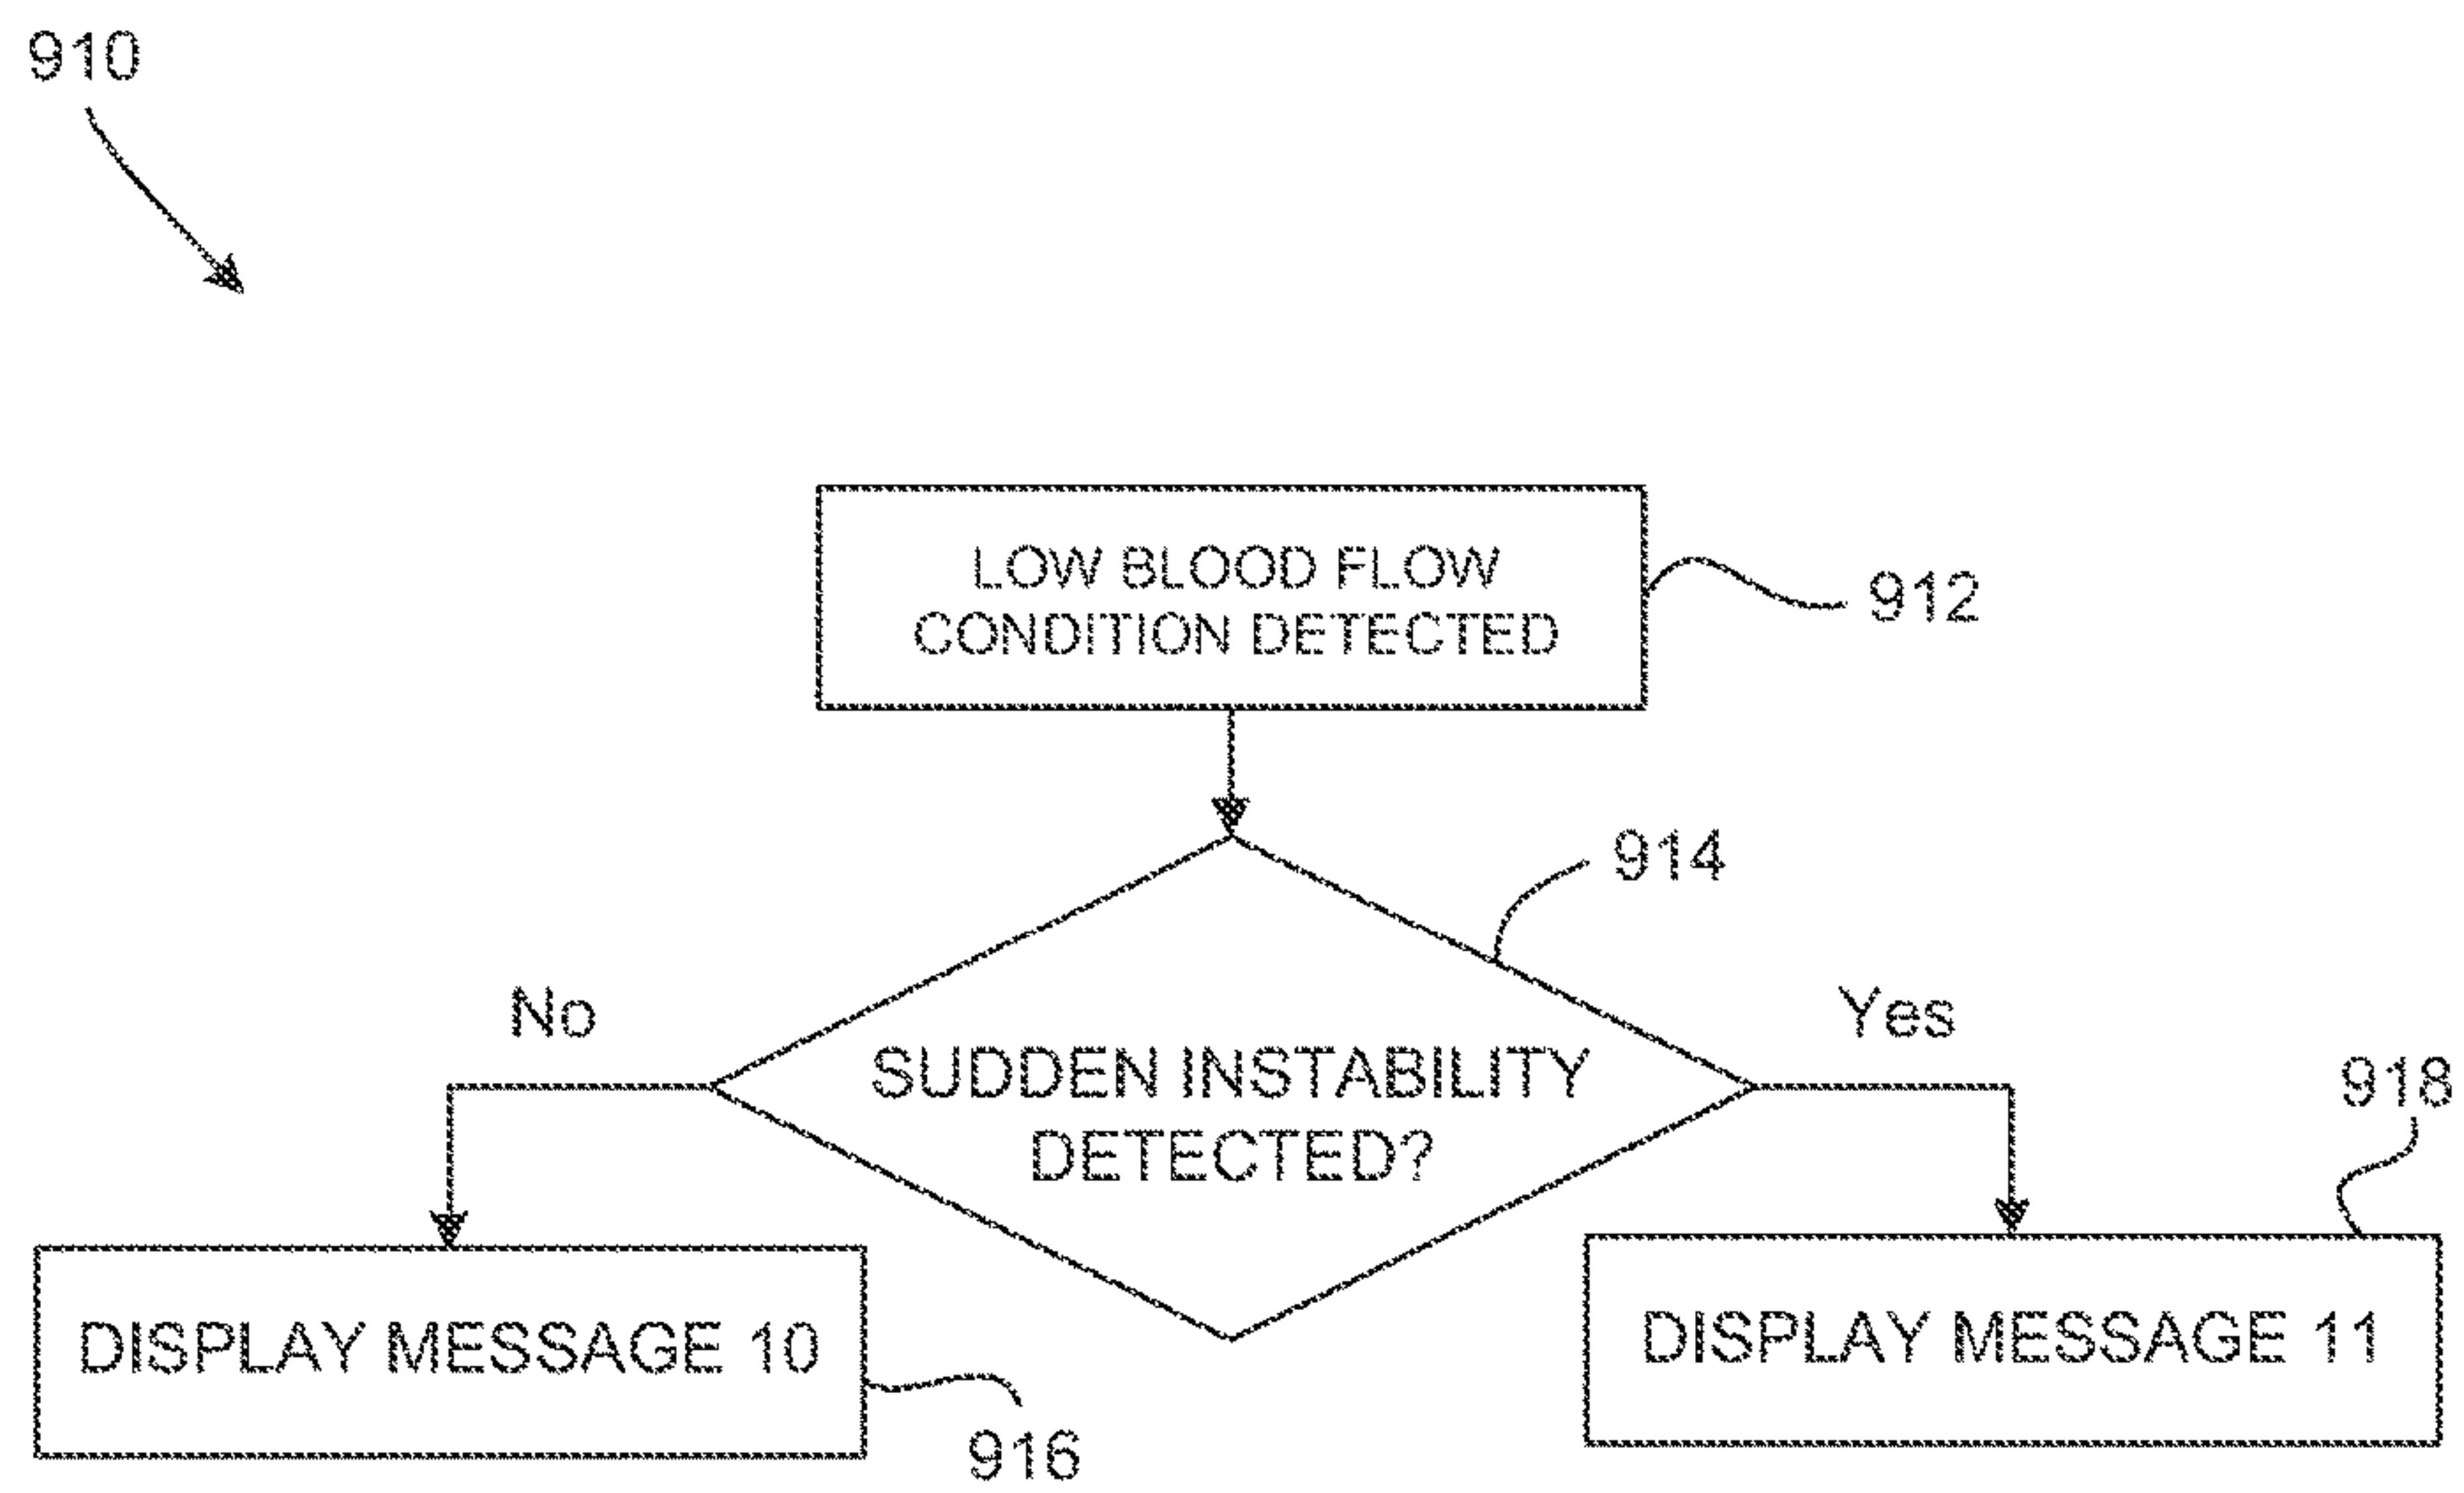 910
LOW BLOOD FLOW
CONDITION DETECTED
912
914
No
Yes
SUDDEN INSTABILITY
DETECTED?
918
DISPLAY MESSAGE 10
DISPLAY MESSAGE 11
916